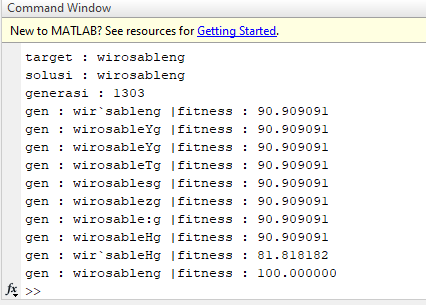 Command Window
New to MATLAB? See resources for Getting Started.
target : wirosableng
solusi : wirosableng
generasi : 1303
gen : wir`sableng |fitness : 90.909091
gen : wirosableYg |fitness : 90.909091
gen : wirosableYg |fitness : 90.909091
gen : wirosableTg |fitness : 90.909091
gen : wirosablesg |fitness : 90.909091
gen : wirosablezg |fitness : 90.909091
gen : wirosable:g |fitness : 90.909091
gen : wirosableHg |fitness : 90.909091
gen : wir`sableHg |fitness : 81.818182
gen : wirosableng |fitness : 100.000000
fx >>